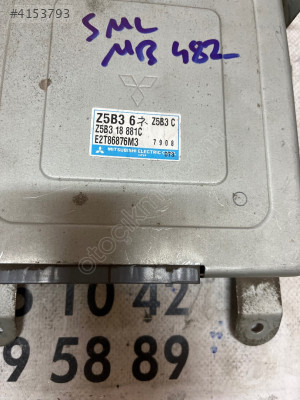 #4153793
SML
MB 482
Z5B3 6ネ Z5B3 C
Z5B3 18 881C
E2T86876M3 7908
MITSUBISHI ELECTRIC
5 10 42
9 58 89